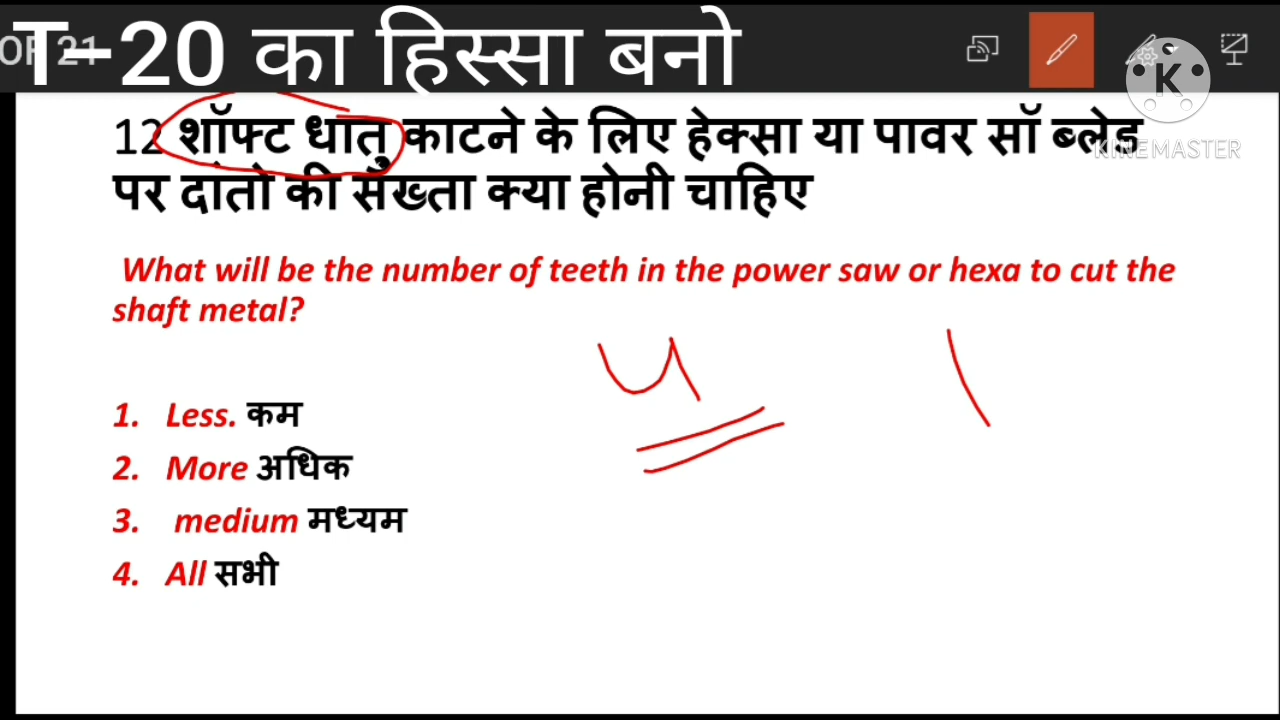 T-20 का हिस्सा बनो
OF 21
K
KINEMASTER
12 शॉफ्ट धातु काटने के लिए हेक्सा या पावर सॉ ब्लेड
पर दांतो की संख्ता क्या होनी चाहिए
What will be the number of teeth in the power saw or hexa to cut the
shaft metal?
1. Less. कम
2. More अधिक
3. medium मध्यम
4. All सभी